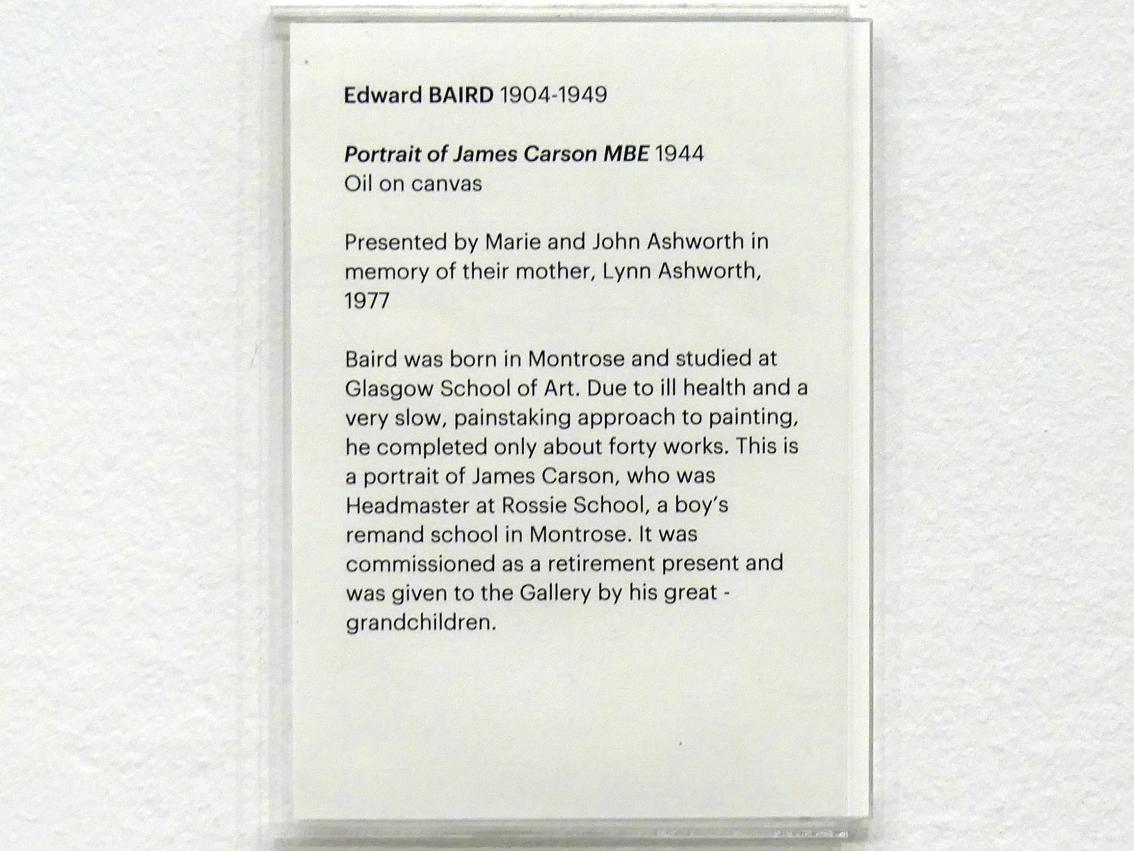 Edward BAIRD 1904-1949
Portrait of James Carson MBE 1944
Oil on canvas
Presented by Marie and John Ashworth in
memory of their mother, Lynn Ashworth,
1977
Baird was born in Montrose and studied at
Glasgow School of Art. Due to ill health and a
very slow, painstaking approach to painting,
he completed only about forty works. This is
a portrait of James Carson, who was
Headmaster at Rossie School, a boy's
remand school in Montrose. It was
commissioned as a retirement present and
was given to the Gallery by his great -
grandchildren.